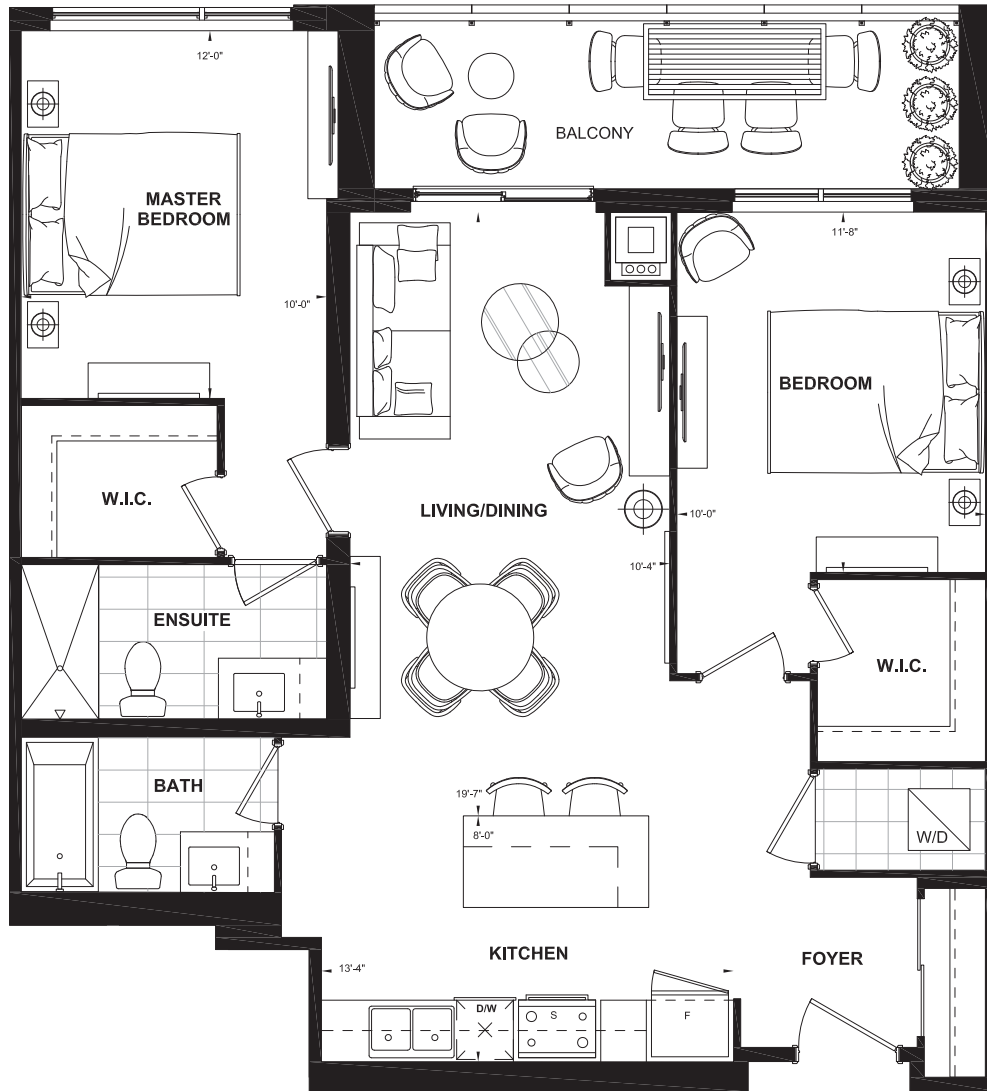 12'-0"
BALCONY
MASTER
BEDROOM
11'-8"
10'-0"
BEDROOM
W.I.C.
LIVING/DINING
10'-0"
10'-4"
ENSUITE
W.I.C.
BATH
19'-7"
8'-0"
W/D
KITCHEN
FOYER
13'-4"
D/W
S
F